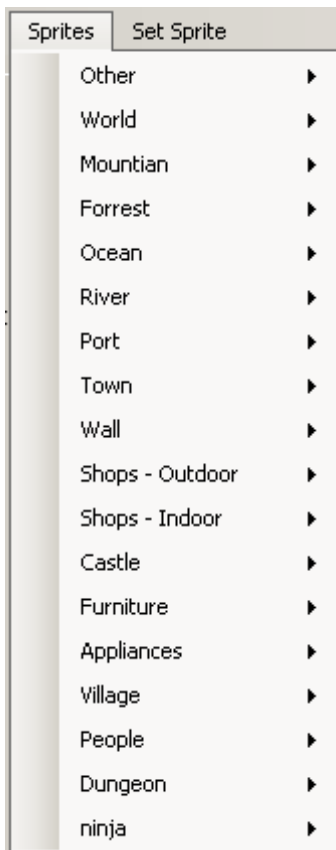 Sprites Set Sprite
Other
World
Mountian
Forrest
Ocean
River
Port
Town
Wall
Shops - Outdoor
Shops - Indoor
Castle
Furniture
Appliances
Village
People
Dungeon
ninja